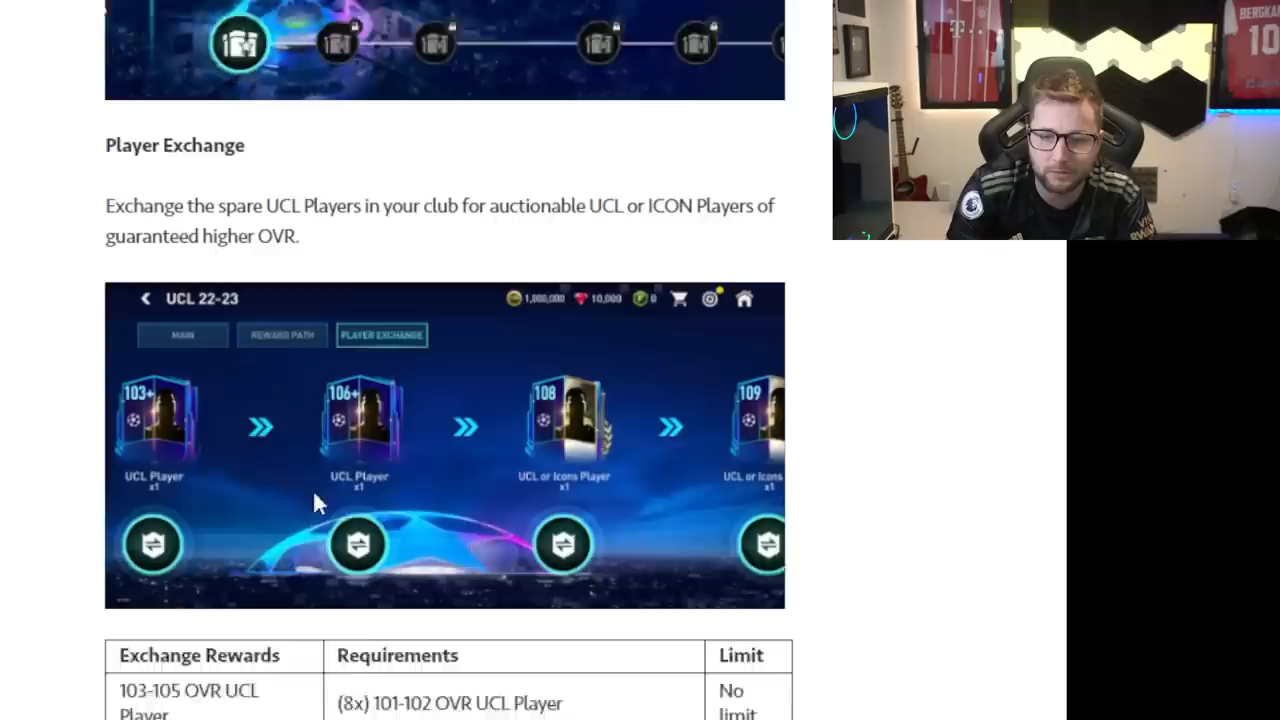 BERGKAM
10
Player Exchange
Exchange the spare UCL Players in your club for auctionable UCL or ICON Players of
guaranteed higher OVR.
UCL 22-23
1,000,000 10,000 0
MAIN REWARD PATH PLAYER EXCHANGE
103+ 106+ 108 109
UCL Player UCL Player UCL or Icons Player UCL or Icons
x1 x1 x1 x1
Exchange Rewards Requirements Limit
103-105 OVR UCL
Player
(8x) 101-102 OVR UCL Player
No
limit